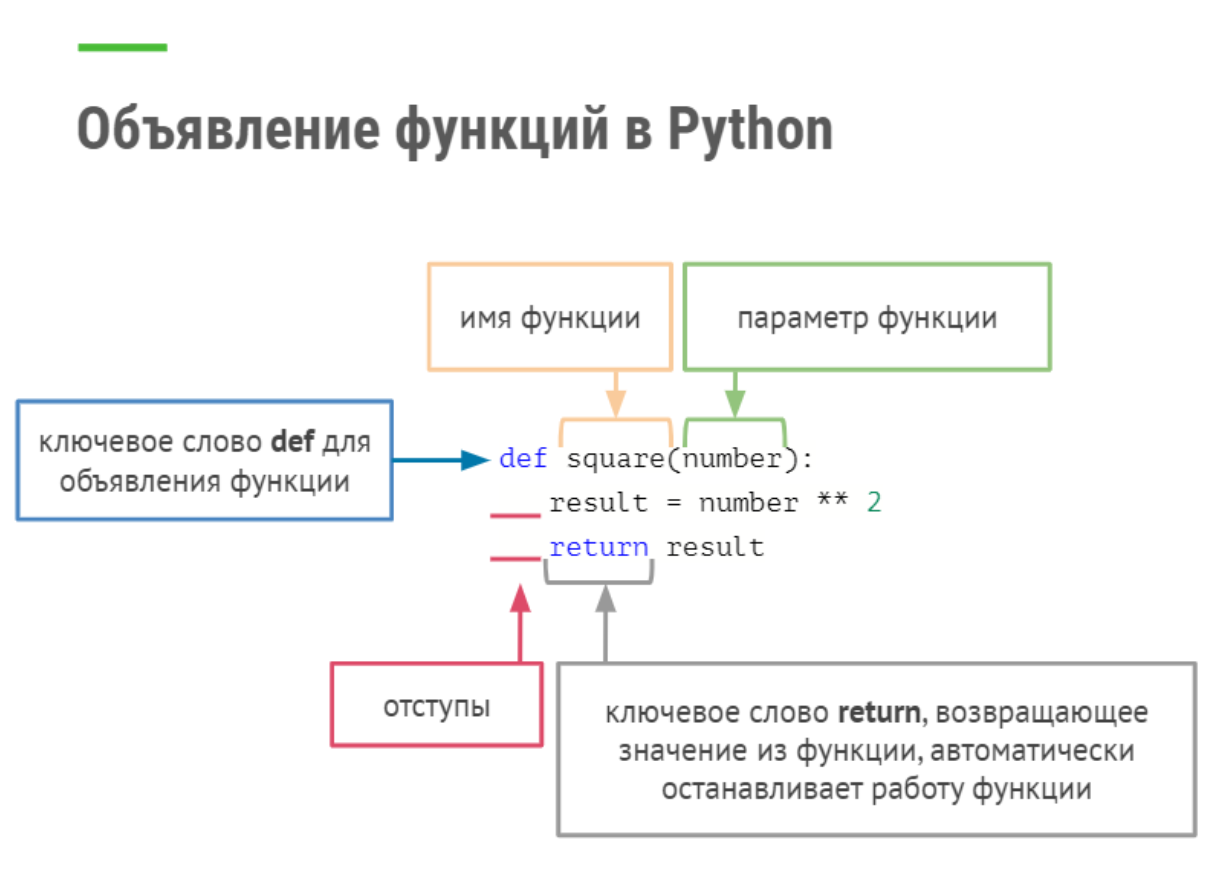 Объявление функций в Python
имя функции
параметр функции
ключевое слово def для
объявления функции
def square(number):
result = number ** 2
return result
отступы
ключевое слово return, возвращающее
значение из функции, автоматически
останавливает работу функции